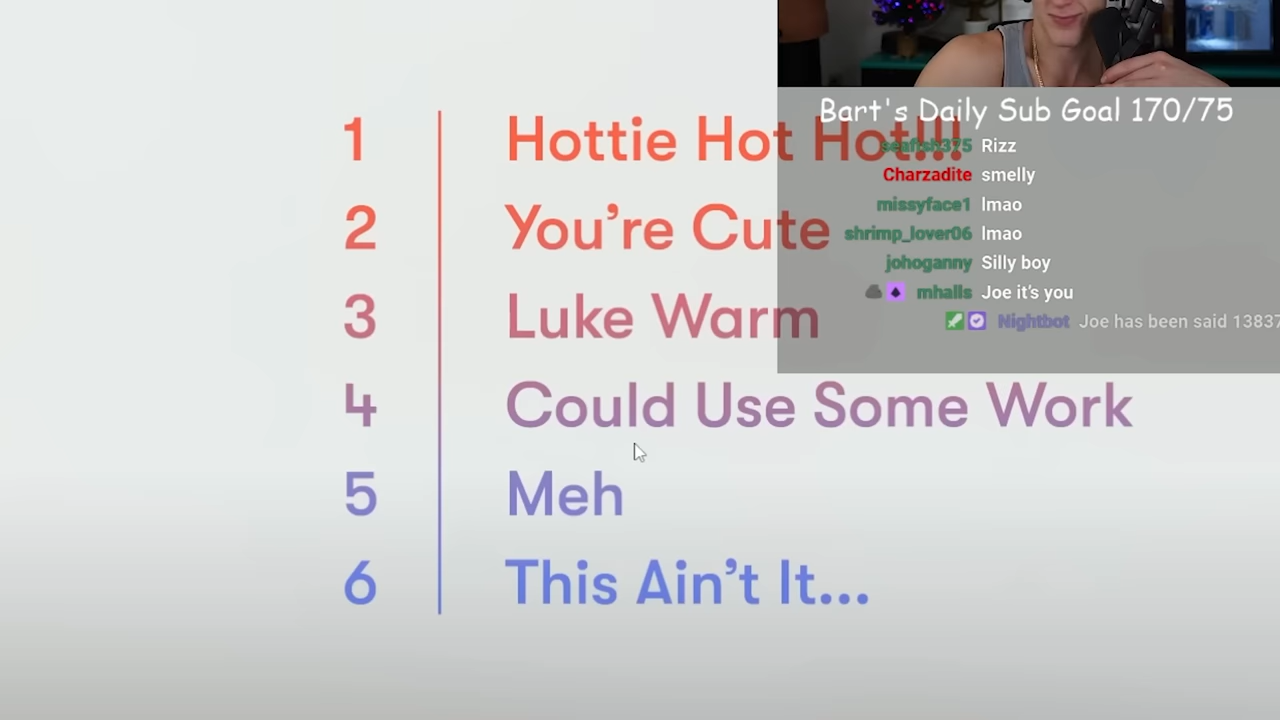 1 Hottie Hot Hot!!!
2 You're Cute
3 Luke Warm
4 Could Use Some Work
5 Meh
6 This Ain't It...
Bart's Daily Sub Goal 170/75
seafish375 Rizz
Charzadite smelly
missyface1 lmao
shrimp_lover06 lmao
johoganny Silly boy
mhalls Joe it's you
Nightbot Joe has been said 13837